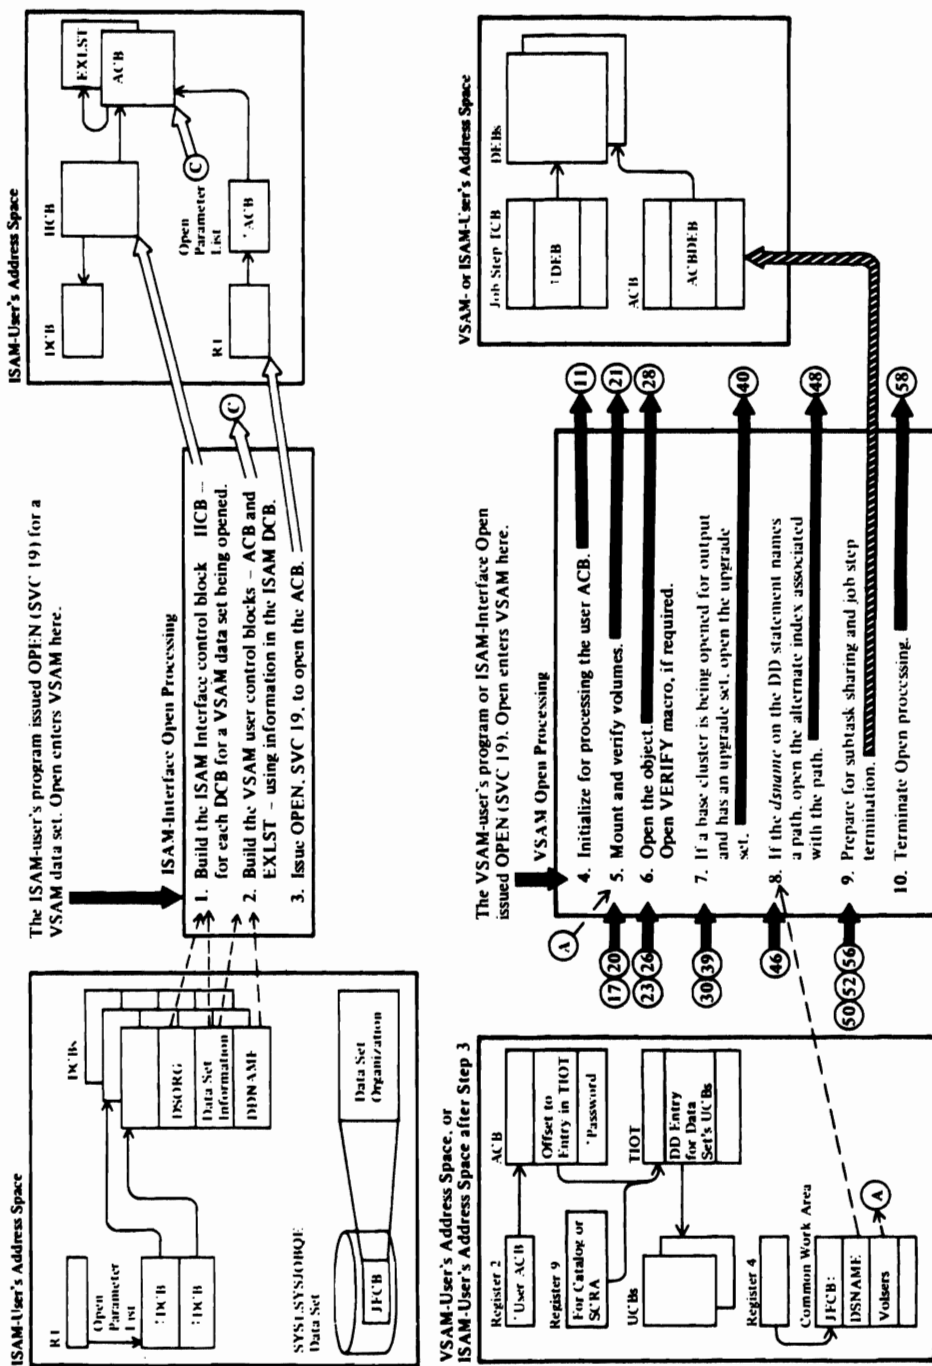 ISAM-User's Address Space
R1
Open
Parameter
List
'DCB
'DCB
DCBs
DSORG
Data Set
Information
DDNAME
SYS1.SYSJOBQE
Data Set
JFCB
Data Set
Organization
The ISAM-user's program issued OPEN (SVC 19) for a
VSAM data set. Open enters VSAM here.
ISAM-Interface Open Processing
1. Build the ISAM Interface control block – IICB –
for each DCB for a VSAM data set being opened.
2. Build the VSAM user control blocks – ACB and
EXLST – using information in the ISAM DCB.
3. Issue OPEN, SVC 19, to open the ACB.
C
ISAM-User's Address Space
DCB
IICB
EXLST
ACB
C
Open
Parameter
List
R1
'ACB
VSAM-User's Address Space, or
ISAM-User's Address Space after Step 3
Register 2
'User ACB
ACB
Offset to
Entry in TIOT
'Password
Register 9
For Catalog or
SCRA
TIOT
DD Entry
for Data
Set's UCBs
UCBs
Register 4
Common Work Area
JFCB:
DSNAME
Volsers
A
The VSAM-user's program or ISAM-Interface Open
issued OPEN (SVC 19). Open enters VSAM here.
VSAM Open Processing
A
4. Initialize for processing the user ACB.
11
17 20
5. Mount and verify volumes.
21
23 26
6. Open the object.
28
Open VERIFY macro, if required.
30 39
7. If a base cluster is being opened for output
and has an upgrade set, open the upgrade
set.
40
46
8. If the dsname on the DD statement names
a path, open the alternate index associated
with the path.
48
50 52 56
9. Prepare for subtask sharing and job step
termination.
10. Terminate Open processing.
58
VSAM- or ISAM-User's Address Space
Job Step TCB
'DEB
DEBs
ACB
ACBDEB